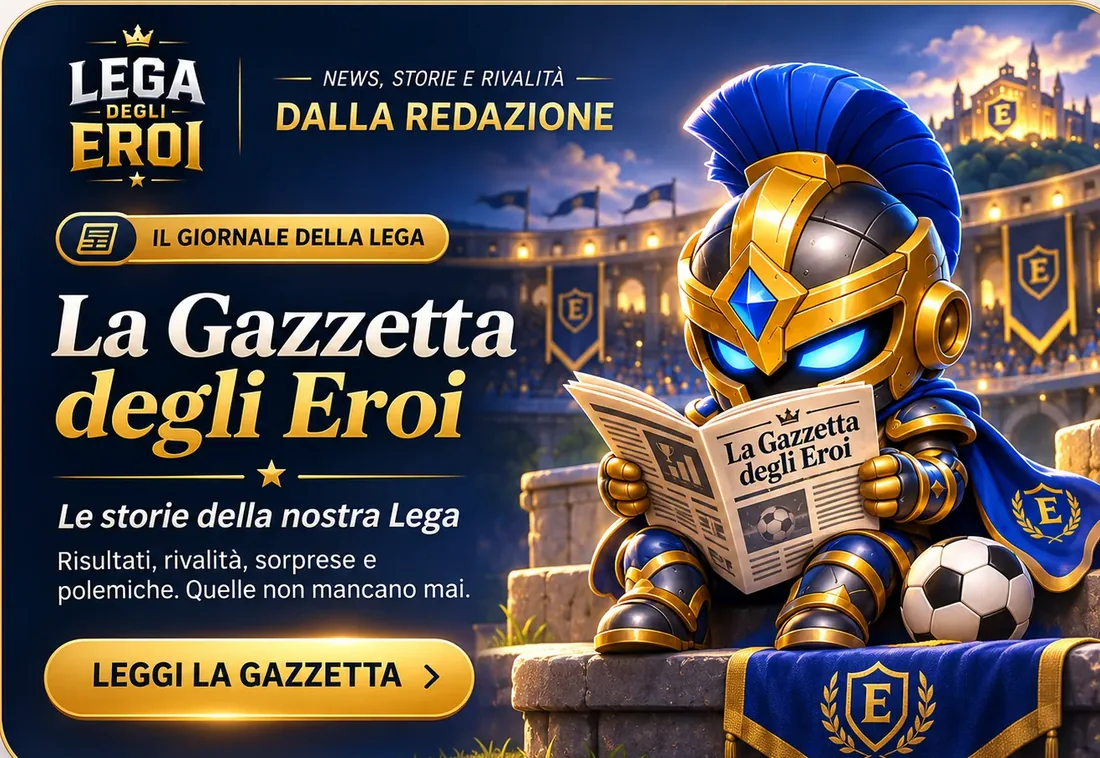 LEGA
DEGLI
EROI
NEWS, STORIE E RIVALITÀ
DALLA REDAZIONE
IL GIORNALE DELLA LEGA
La Gazzetta
degli Eroi
Le storie della nostra Lega
Risultati, rivalità, sorprese e
polemiche. Quelle non mancano mai.
LEGGI LA GAZZETTA
E
E
E
La Gazzetta
degli Eroi
E
E